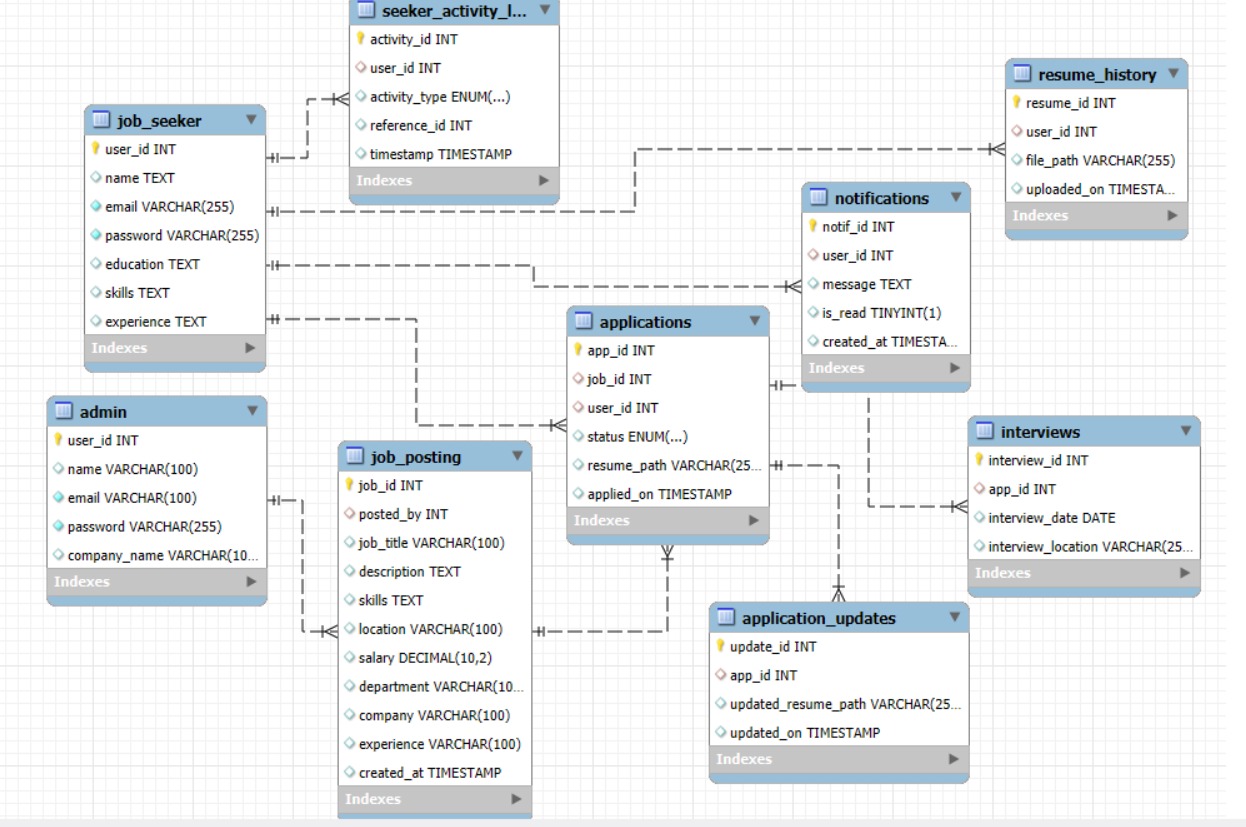 seeker_activity_l...
activity_id INT
user_id INT
activity_type ENUM(...)
reference_id INT
timestamp TIMESTAMP
Indexes
job_seeker
user_id INT
name TEXT
email VARCHAR(255)
password VARCHAR(255)
education TEXT
skills TEXT
experience TEXT
Indexes
resume_history
resume_id INT
user_id INT
file_path VARCHAR(255)
uploaded_on TIMESTA...
Indexes
notifications
notif_id INT
user_id INT
message TEXT
is_read TINYINT(1)
created_at TIMESTA...
Indexes
applications
app_id INT
job_id INT
user_id INT
status ENUM(...)
resume_path VARCHAR(25...
applied_on TIMESTAMP
Indexes
admin
user_id INT
name VARCHAR(100)
email VARCHAR(100)
password VARCHAR(255)
company_name VARCHAR(10...
Indexes
job_posting
job_id INT
posted_by INT
job_title VARCHAR(100)
description TEXT
skills TEXT
location VARCHAR(100)
salary DECIMAL(10,2)
department VARCHAR(10...
company VARCHAR(100)
experience VARCHAR(100)
created_at TIMESTAMP
Indexes
interviews
interview_id INT
app_id INT
interview_date DATE
interview_location VARCHAR(25...
Indexes
application_updates
update_id INT
app_id INT
updated_resume_path VARCHAR(25...
updated_on TIMESTAMP
Indexes